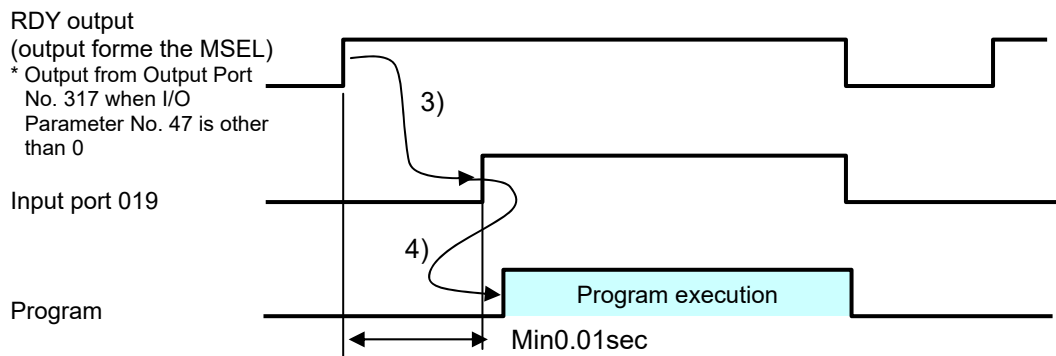 RDY output
(output forme the MSEL)
* Output from Output Port
No. 317 when I/O
Parameter No. 47 is other
than 0
3)
Input port 019
4)
Program execution
Program
Min0.01sec